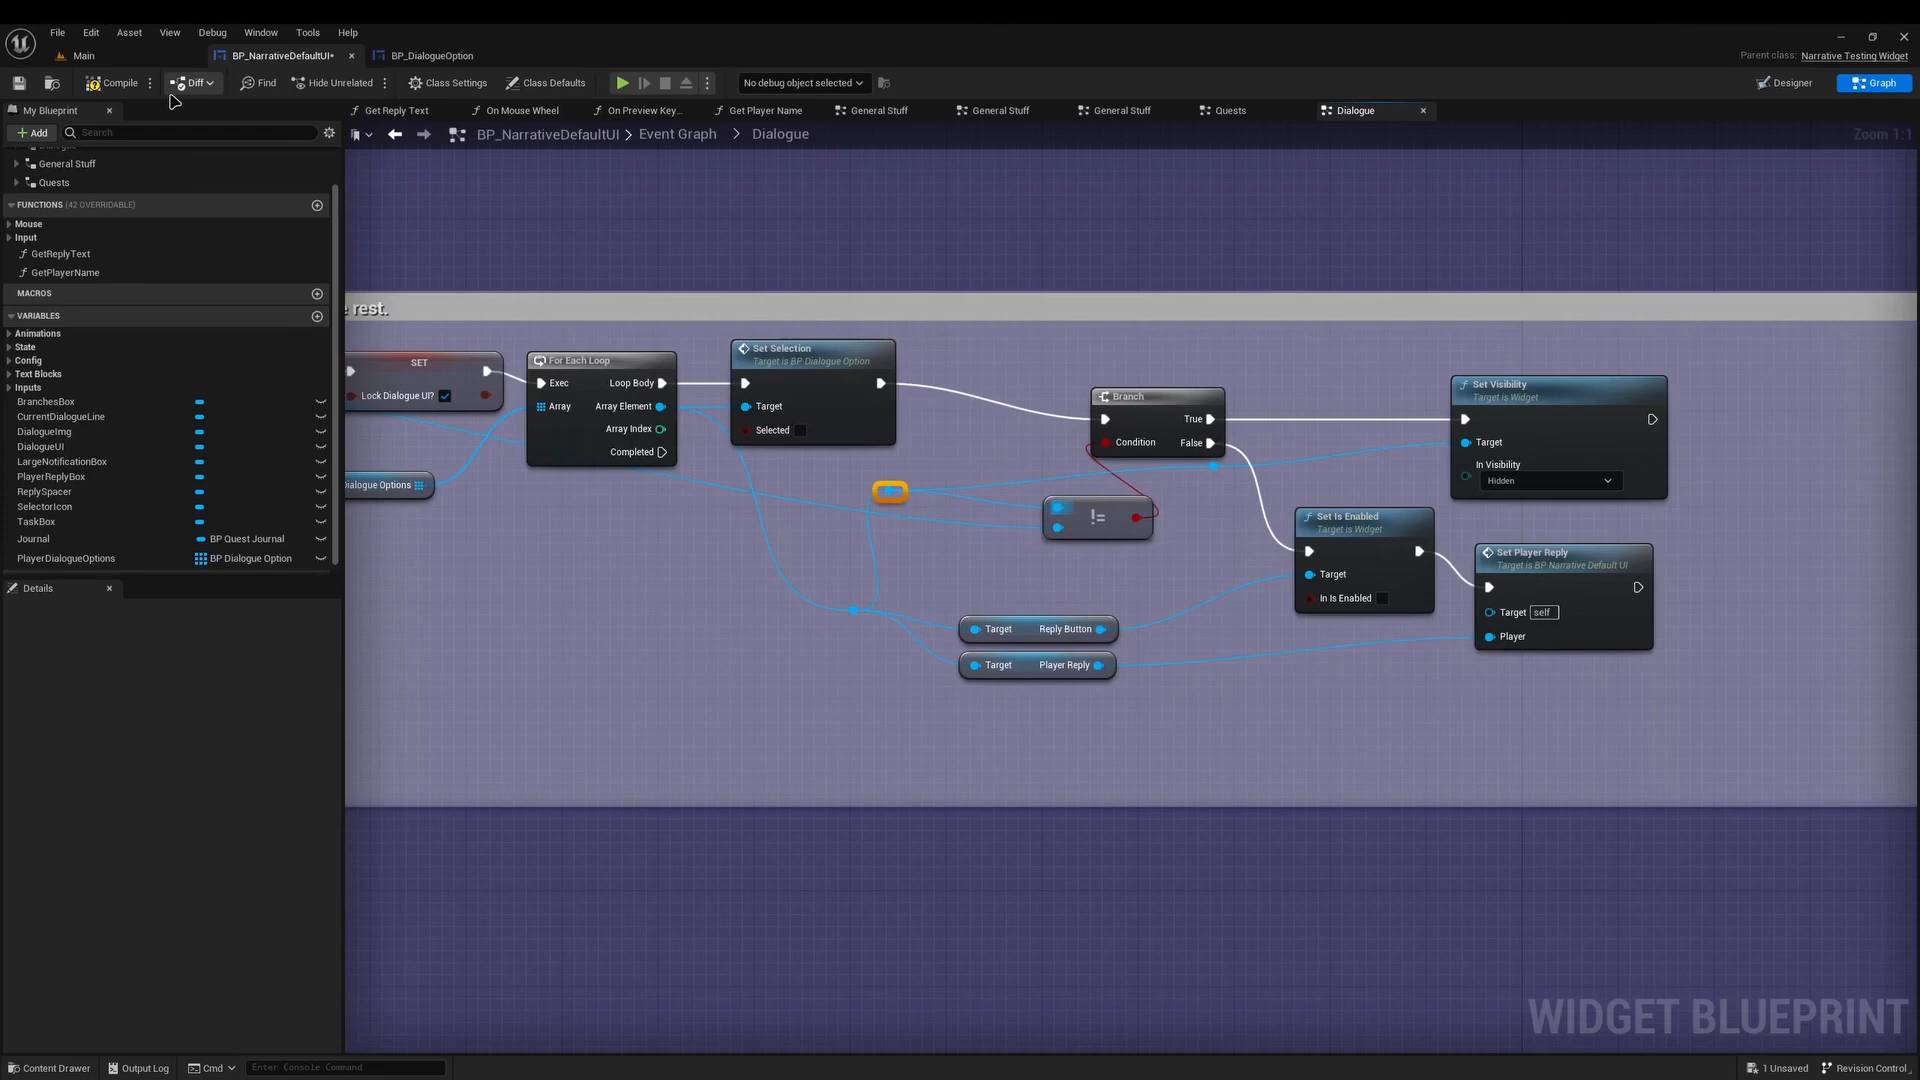 File Edit Asset View Debug Window Tools Help
Main
BP_NarrativeDefaultUI*
BP_DialogueOption
Parent class: Narrative Testing Widget
Compile
Diff
Find
Hide Unrelated
Class Settings
Class Defaults
No debug object selected
Designer
Graph
My Blueprint
Get Reply Text
On Mouse Wheel
On Preview Key...
Get Player Name
General Stuff
General Stuff
General Stuff
Quests
Dialogue
Add
Search
BP_NarrativeDefaultUI > Event Graph > Dialogue
Zoom 1:1
General Stuff
Quests
FUNCTIONS (42 OVERRIDABLE)
Mouse
Input
GetReplyText
GetPlayerName
MACROS
VARIABLES
Animations
State
Config
Text Blocks
Inputs
BranchesBox
CurrentDialogueLine
DialogueImg
DialogueUI
LargeNotificationBox
PlayerReplyBox
ReplySpacer
SelectorIcon
TaskBox
Journal BP Quest Journal
PlayerDialogueOptions BP Dialogue Option
Details
e rest.
SET
Lock Dialogue UI?
Dialogue Options
For Each Loop
Exec Loop Body
Array Array Element
Array Index
Completed
Set Selection
Target is BP Dialogue Option
Target
Selected
Branch
True
Condition False
!=
Set Visibility
Target is Widget
Target
In Visibility
Hidden
Set Is Enabled
Target is Widget
Target
In Is Enabled
Set Player Reply
Target is BP Narrative Default UI
Target self
Player
Target Reply Button
Target Player Reply
WIDGET BLUEPRINT
Content Drawer
Output Log
Cmd
Enter Console Command
1 Unsaved
Revision Control